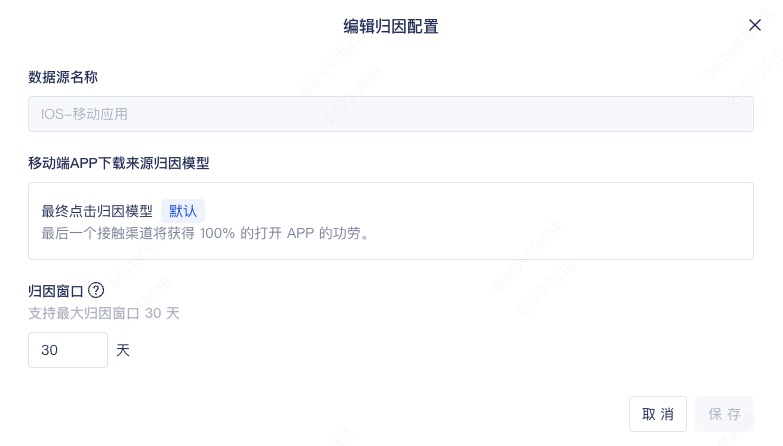 编辑归因配置
数据源名称
IOS-移动应用
移动端APP下载来源归因模型
最终点击归因模型 默认
最后一个接触渠道将获得 100% 的打开 APP 的功劳。
归因窗口 ?
支持最大归因窗口 30 天
30 天
取 消 保 存